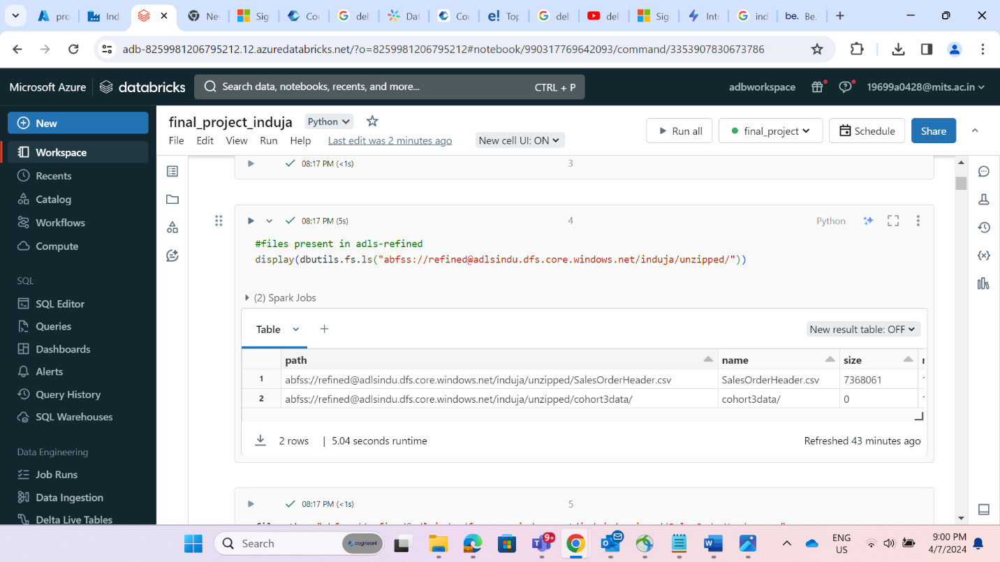 pro
Ind
Nev
Sig
Cou
del
Dat
Cou
Top
del
del
Sig
Intr
ind
be. Be.
adb-8259981206795212.12.azuredatabricks.net/?o=8259981206795212#notebook/990317769642093/command/3353907830673786
Microsoft Azure
databricks
Search data, notebooks, recents, and more...
CTRL + P
adbworkspace
19699a0428@mits.ac.in
New
Workspace
Recents
Catalog
Workflows
Compute
SQL
SQL Editor
Queries
Dashboards
Alerts
Query History
SQL Warehouses
Data Engineering
Job Runs
Data Ingestion
Delta Live Tables
final_project_induja
Python
File Edit View Run Help Last edit was 2 minutes ago
New cell UI: ON
Run all
final_project
Schedule
Share
08:17 PM (<1s)
3
08:17 PM (5s)
4
Python
#files present in adls-refined
display(dbutils.fs.ls("abfss://refined@adlsindu.dfs.core.windows.net/induja/unzipped/"))
(2) Spark Jobs
Table
New result table: OFF
path name size
1 abfss://refined@adlsindu.dfs.core.windows.net/induja/unzipped/SalesOrderHeader.csv SalesOrderHeader.csv 7368061
2 abfss://refined@adlsindu.dfs.core.windows.net/induja/unzipped/cohort3data/ cohort3data/ 0
2 rows | 5.04 seconds runtime
Refreshed 43 minutes ago
08:17 PM (<1s)
5
Search
cognizant
9+
ENG
US
9:00 PM
4/7/2024